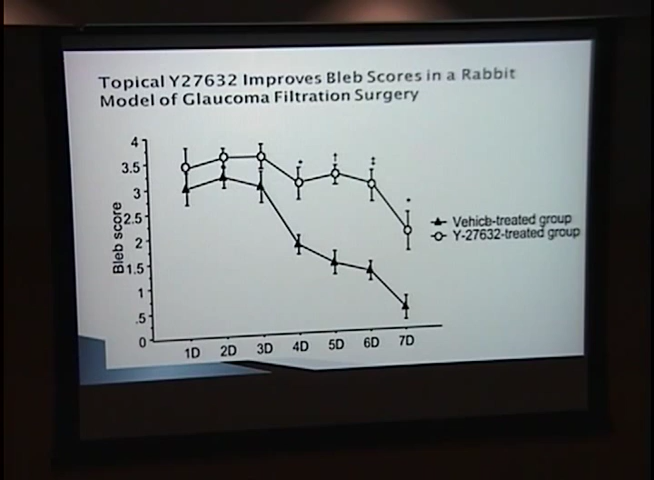 Topical Y27632 Improves Bleb Scores in a Rabbit
Model of Glaucoma Filtration Surgery
4
3.5
3
2.5
2
1.5
1
.5
0
Bleb score
Vehicb-treated group
Y-27632-treated group
1D 2D 3D 4D 5D 6D 7D